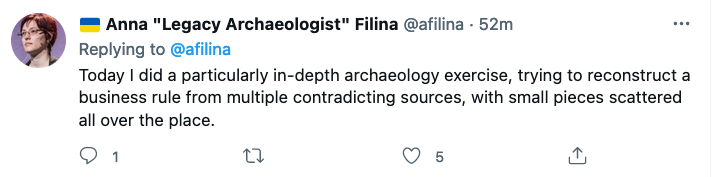 🇺🇦 Anna "Legacy Archaeologist" Filina @afilina · 52m
Replying to @afilina
Today I did a particularly in-depth archaeology exercise, trying to reconstruct a
business rule from multiple contradicting sources, with small pieces scattered
all over the place.
1 5